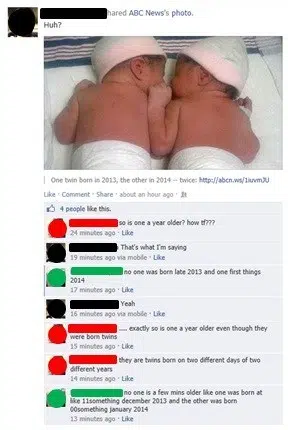 hared ABC News's photo.
Huh?
One twin born in 2013, the other in 2014 -- twice: http://abcn.ws/1iuvmJU
Like · Comment · Share · about an hour ago ·
4 people like this.
so is one a year older? how tf???
24 minutes ago · Like
That's what I'm saying
19 minutes ago via mobile · Like
no one was born late 2013 and one first things
2014
17 minutes ago · Like
Yeah
16 minutes ago via mobile · Like
.... exactly so is one a year older even though they
were born twins
15 minutes ago · Like
they are twins born on two different days of two
different years
14 minutes ago · Like
no one is a few mins older like one was born at
like 11something december 2013 and the other was born
00something january 2014
13 minutes ago · Like